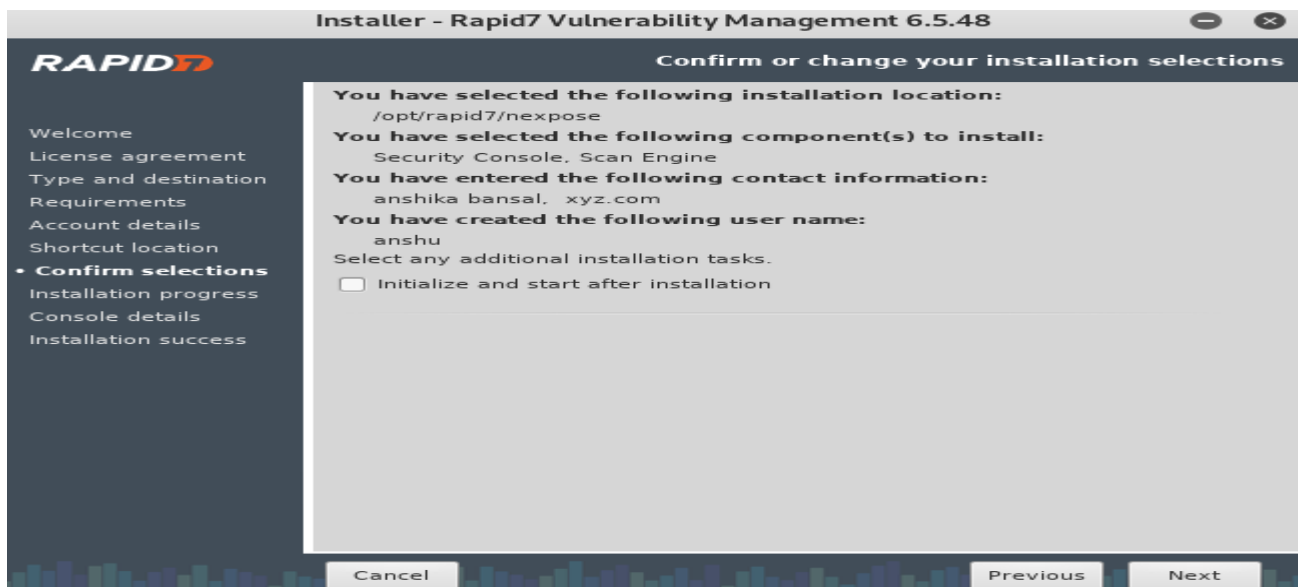 Installer - Rapid7 Vulnerability Management 6.5.48
RAPID7
Confirm or change your installation selections
Welcome
License agreement
Type and destination
Requirements
Account details
Shortcut location
• Confirm selections
Installation progress
Console details
Installation success
You have selected the following installation location:
/opt/rapid7/nexpose
You have selected the following component(s) to install:
Security Console, Scan Engine
You have entered the following contact information:
anshika bansal, xyz.com
You have created the following user name:
anshu
Select any additional installation tasks.
Initialize and start after installation
Cancel
Previous
Next